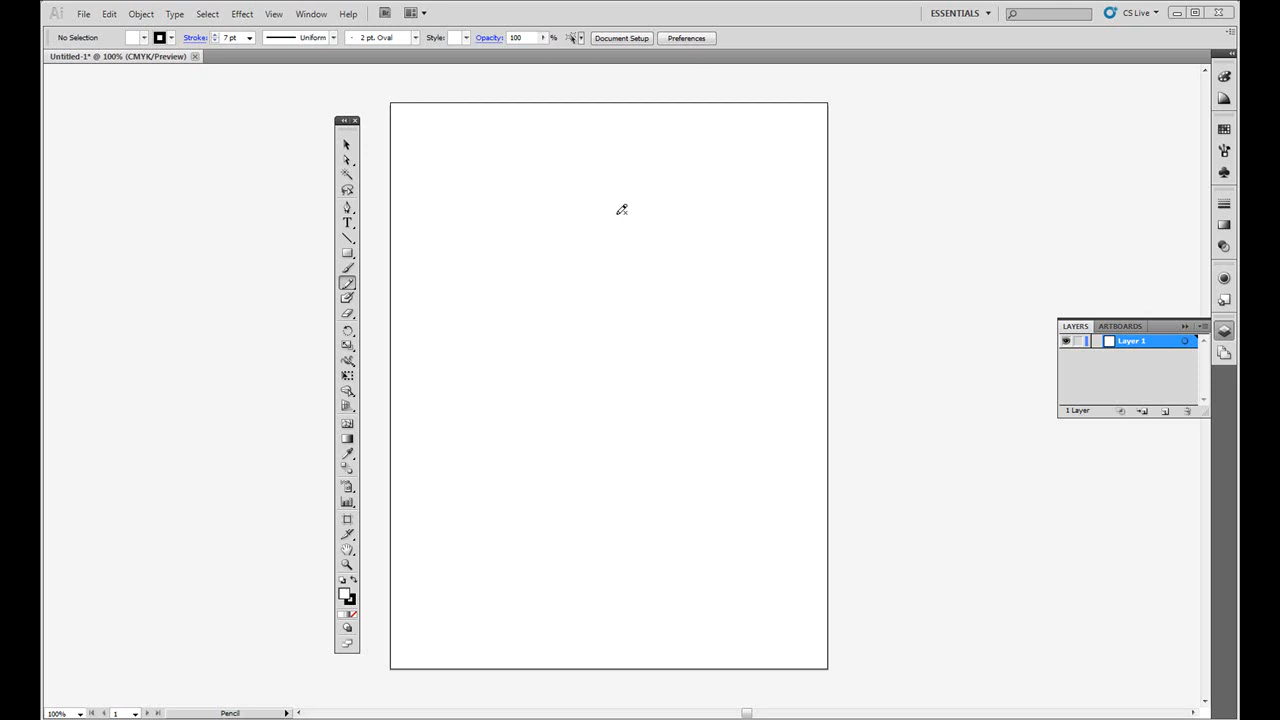 Ai File Edit Object Type Select Effect View Window Help Br ESSENTIALS CS Live
No Selection Stroke: 7 pt Uniform 2 pt. Oval Style: Opacity: 100 % Document Setup Preferences
Untitled-1* @ 100% (CMYK/Preview)
T
LAYERS ARTBOARDS
Layer 1
1 Layer
100% 1 Pencil